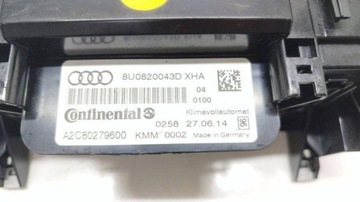 8U0820043D XHA
04
0100
Continental
Klimavollautomat
0258 27.06.14
A2C80279600 KMM 0002 Made in Germany